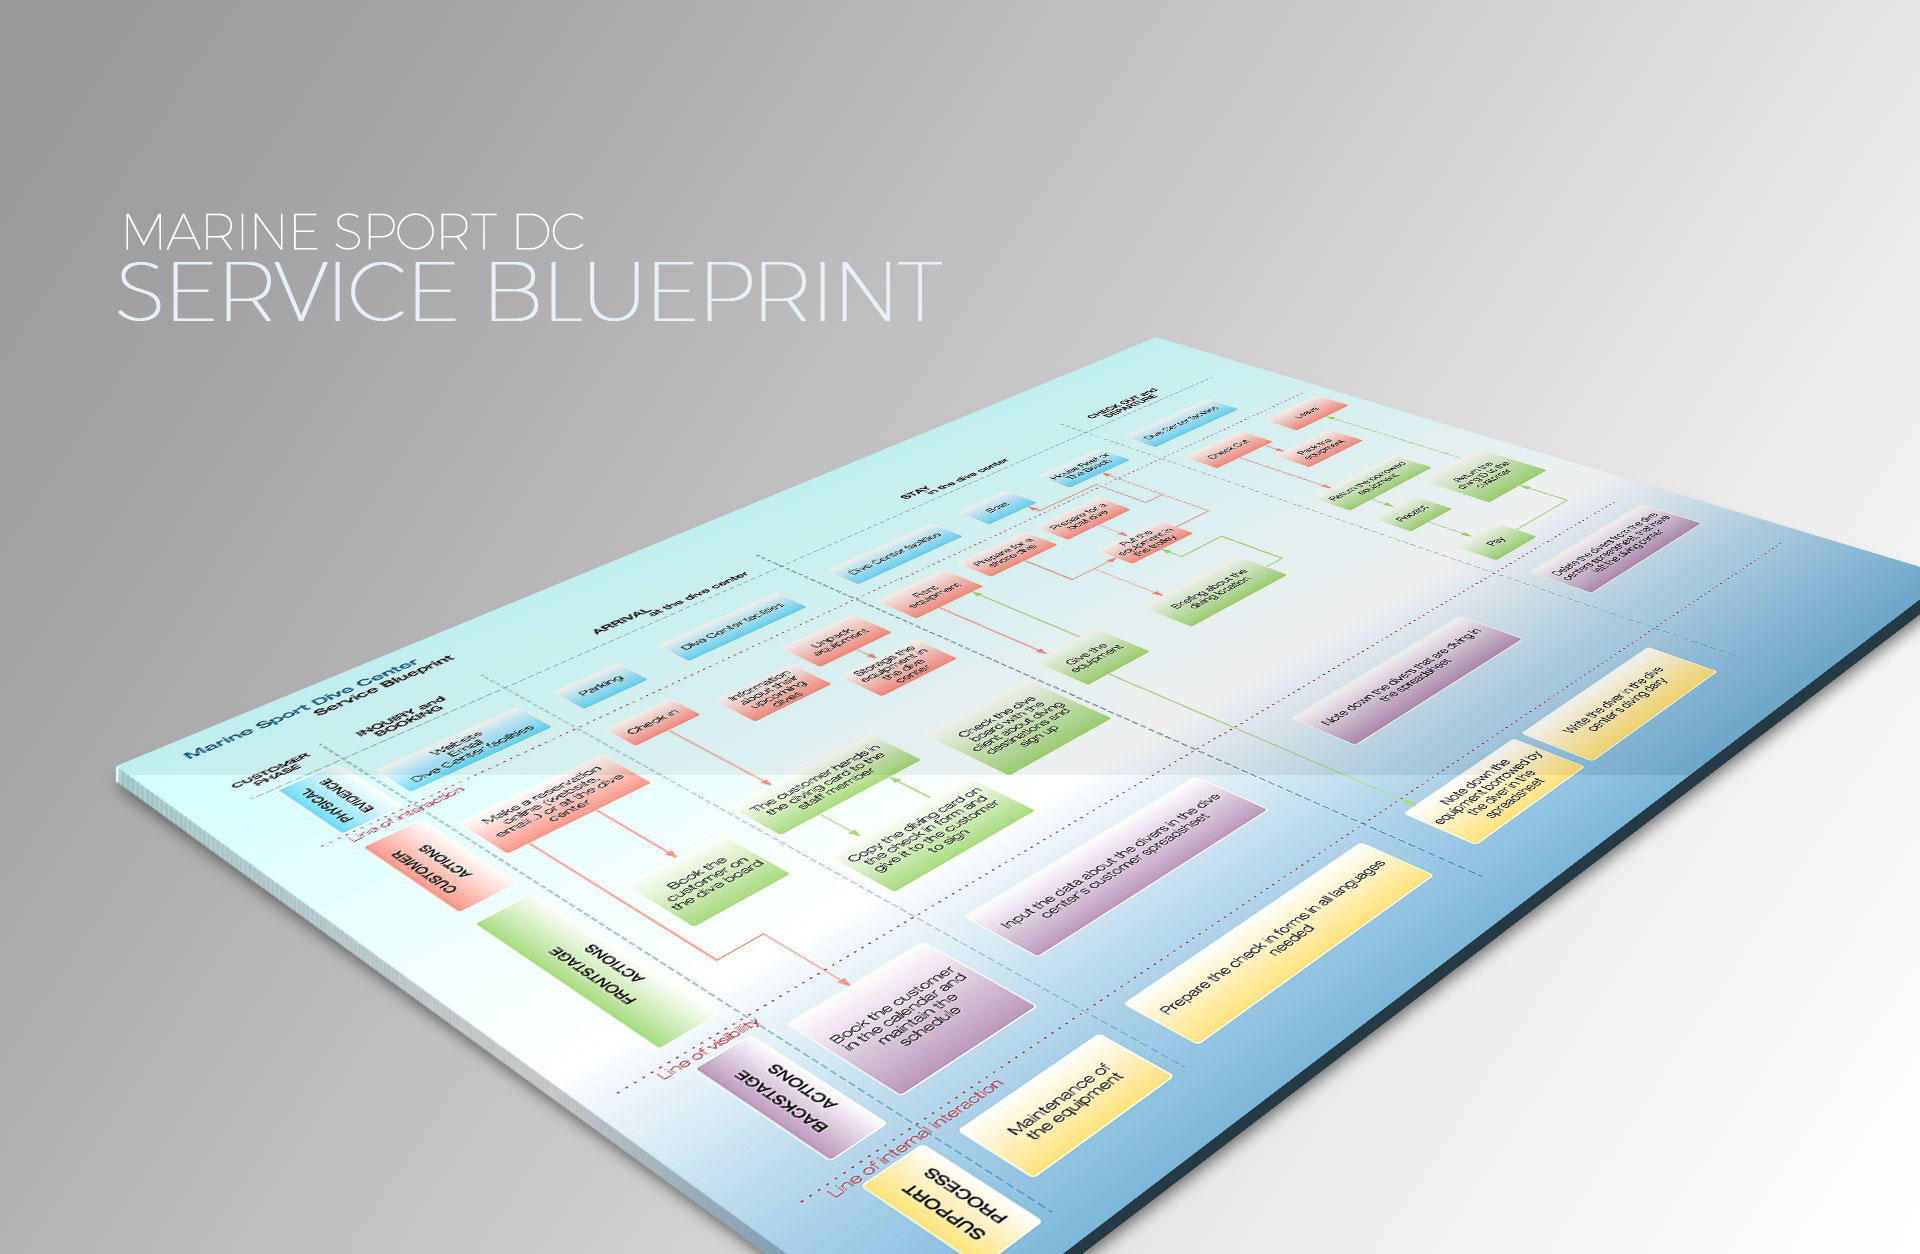 MARINE SPORT DC
SERVICE BLUEPRINT
Marine Sport Dive Center
Service Blueprint
CUSTOMER
PHASE
INQUIRY and
BOOKING
ARRIVAL
at the dive center
STAY
in the dive center
CHECK OUT and
DEPARTURE
PHYSICAL
EVIDENCE
Website
Email
Dive Center facilities
Parking
Dive Center facilities
Dive Center facilities
Boat
House Reef or
The Beach
Dive Center facilities
Line of interaction
CUSTOMER
ACTIONS
Make a reservation
online (website,
email..) or at the dive
center
Check in
Information
about their
upcoming
dives
Unpack
equipment
Storage the
equipment in
the dive
center
Rent
equipment
Prepare for a
shore dive
Prepare for a
boat dive
Put the
equipment in
the trolley
Check Out
Pack the
equipment
Leave
FRONTSTAGE
ACTIONS
Book the
customer on
the dive board
The customer hands in
the diving card to the
staff member
Copy the diving card on
the check in form and
give it to the customer
to sign
Check the dive
board with the
client about diving
destinations and
sign up
Give the
equipment
Briefing about the
diving location
Return the borrowed
equipment
Receipt
Pay
Return the
diving ID to the
customer
Line of visibility
BACKSTAGE
ACTIONS
Book the customer
in the calendar and
maintain the
schedule
Input the data about the divers in the dive
center's customer spreadsheet
Note down the divers that are diving in
the spreadsheet
Delete the divers from the dive
centers spreadsheet, that have
left the diving center
Line of internal interaction
SUPPORT
PROCESS
Maintenance of
the equipment
Prepare the check in forms in all languages
needed
Note down the
equipment borrowed by
the diver in the
spreadsheet
Write the diver in the dive
center's diving dairy